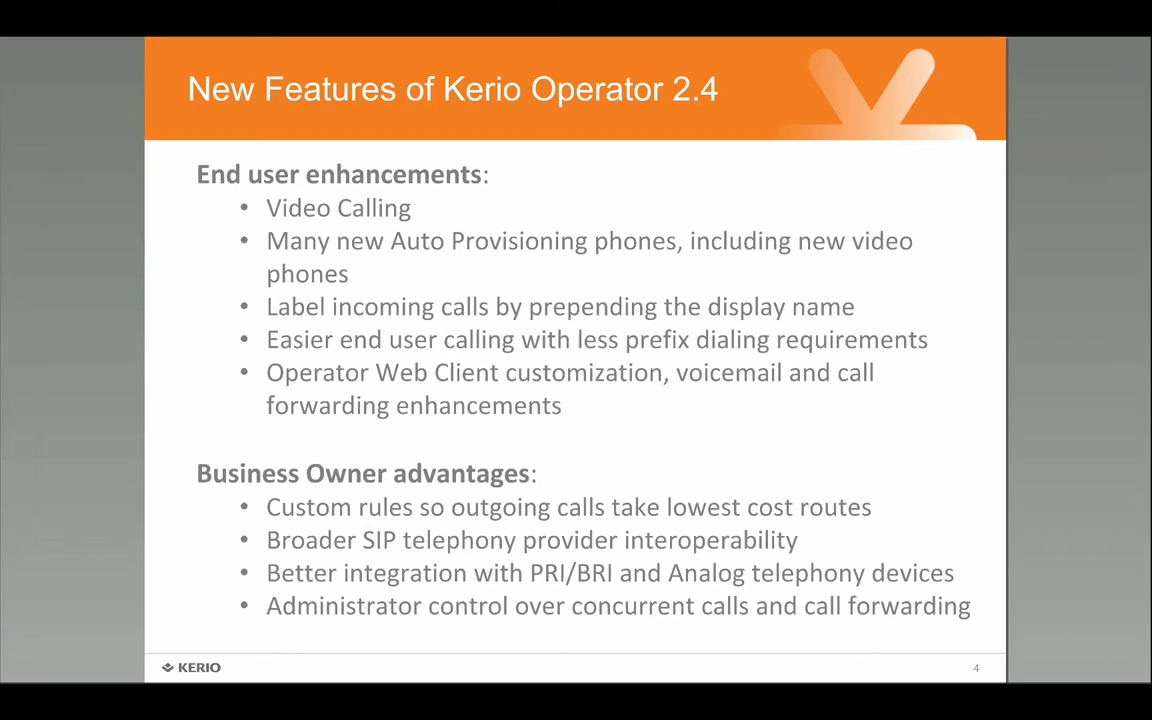 New Features of Kerio Operator 2.4
End user enhancements:
• Video Calling
• Many new Auto Provisioning phones, including new video
phones
• Label incoming calls by prepending the display name
• Easier end user calling with less prefix dialing requirements
• Operator Web Client customization, voicemail and call
forwarding enhancements
Business Owner advantages:
• Custom rules so outgoing calls take lowest cost routes
• Broader SIP telephony provider interoperability
• Better integration with PRI/BRI and Analog telephony devices
• Administrator control over concurrent calls and call forwarding
KERIO
4